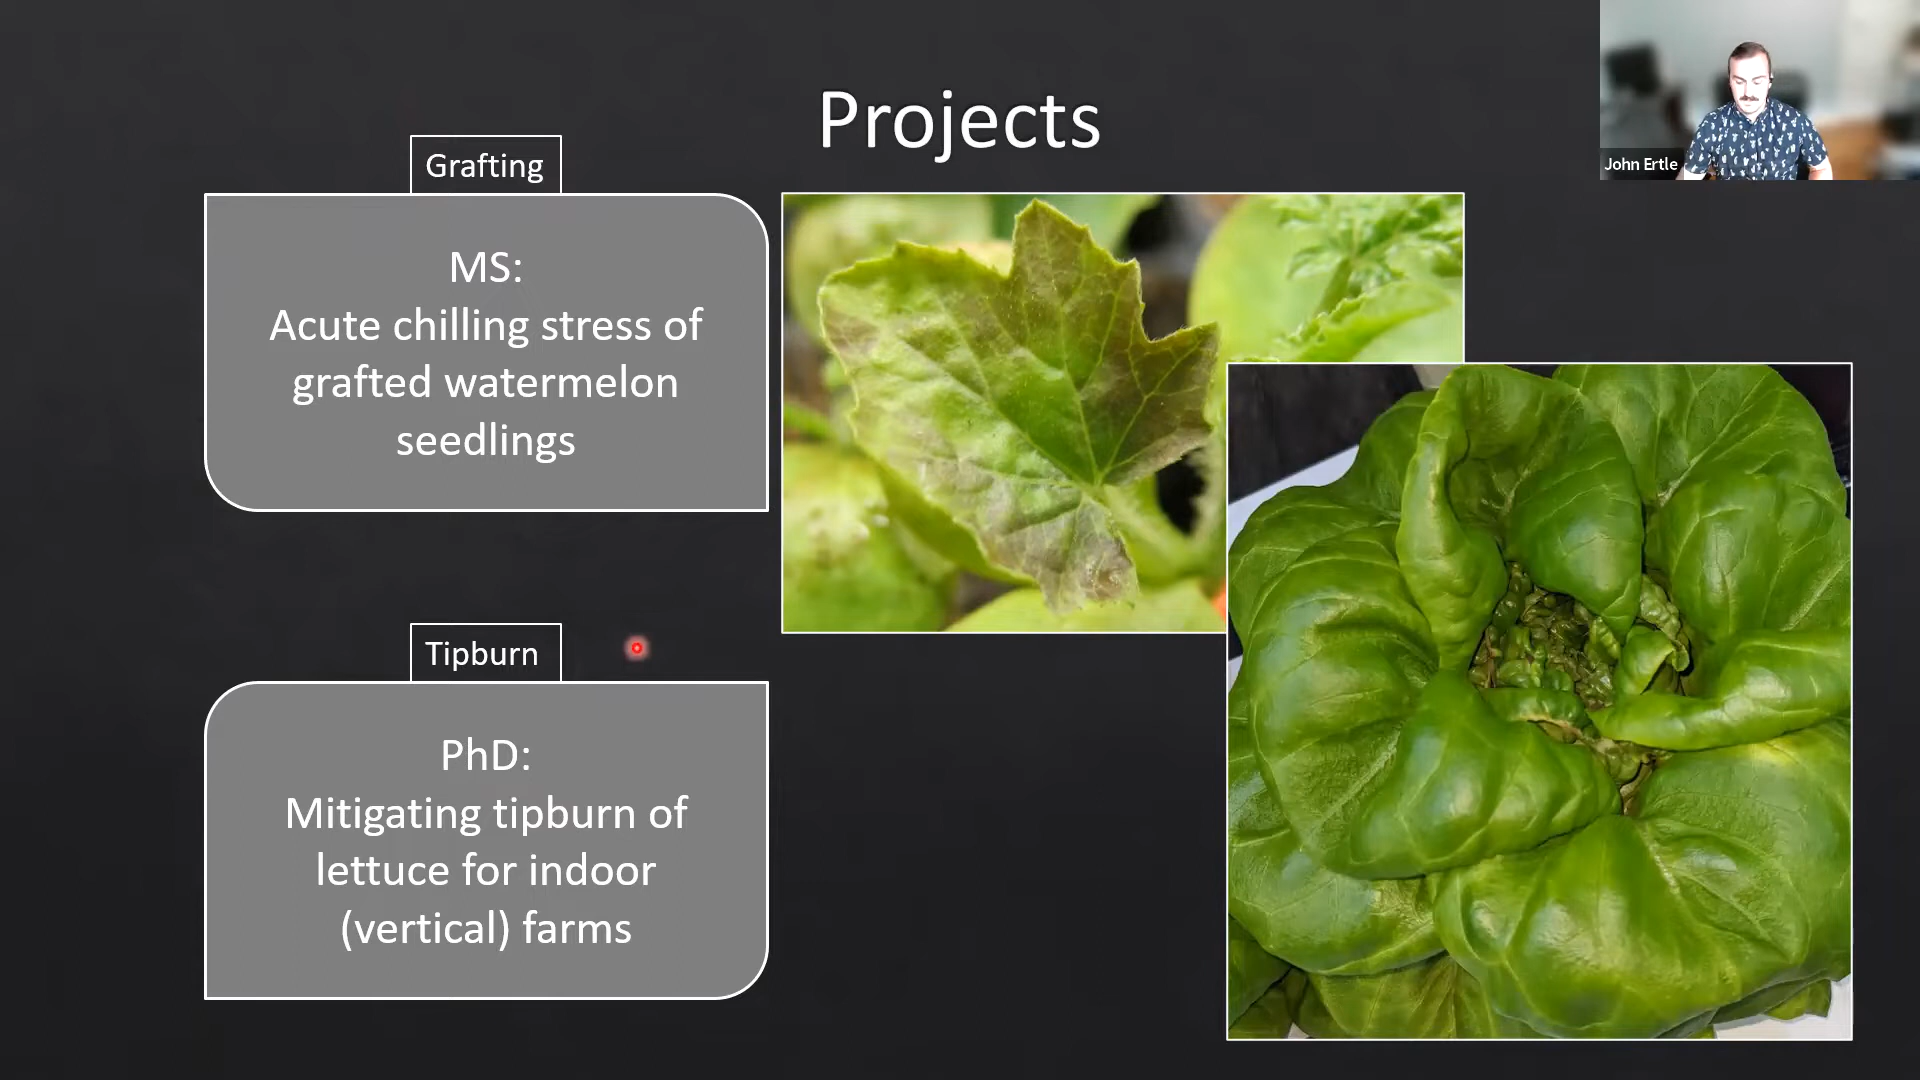 Projects
John Ertle
Grafting
MS:
Acute chilling stress of
grafted watermelon
seedlings
Tipburn
PhD:
Mitigating tipburn of
lettuce for indoor
(vertical) farms